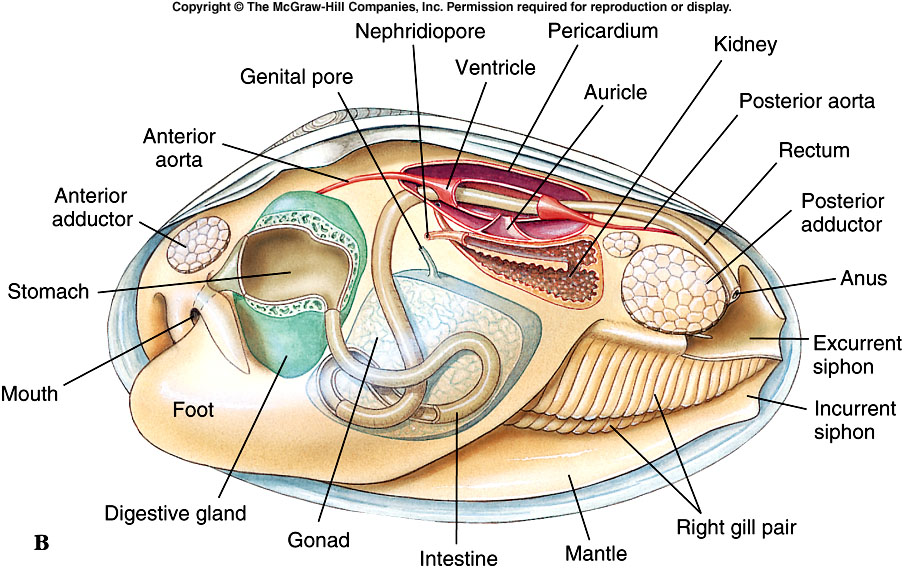 Copyright © The McGraw-Hill Companies, Inc. Permission required for reproduction or display.
Nephridiopore
Pericardium
Kidney
Genital pore
Ventricle
Auricle
Posterior aorta
Anterior
aorta
Rectum
Anterior
adductor
Posterior
adductor
Anus
Stomach
Excurrent
siphon
Mouth
Foot
Incurrent
siphon
Digestive gland
Gonad
Intestine
Mantle
Right gill pair
B